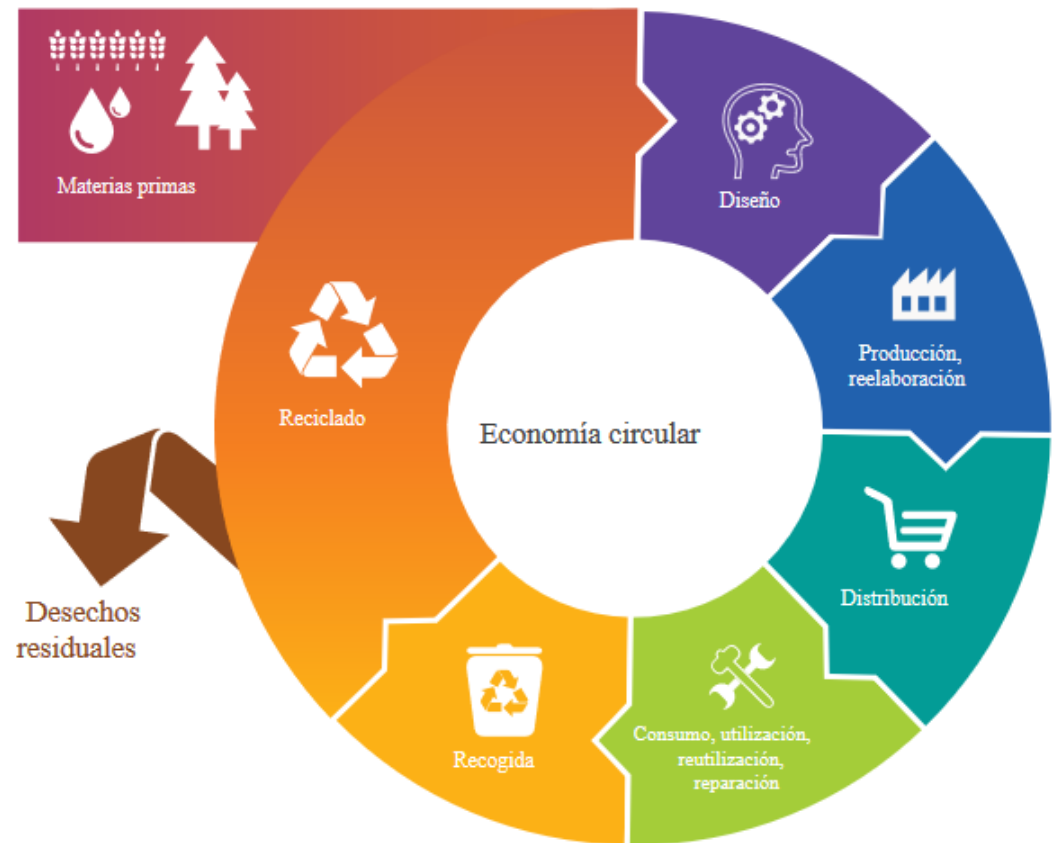 Materias primas
Diseño
Producción,
reelaboración
Distribución
Consumo, utilización,
reutilización,
reparación
Recogida
Reciclado
Economía circular
Desechos
residuales